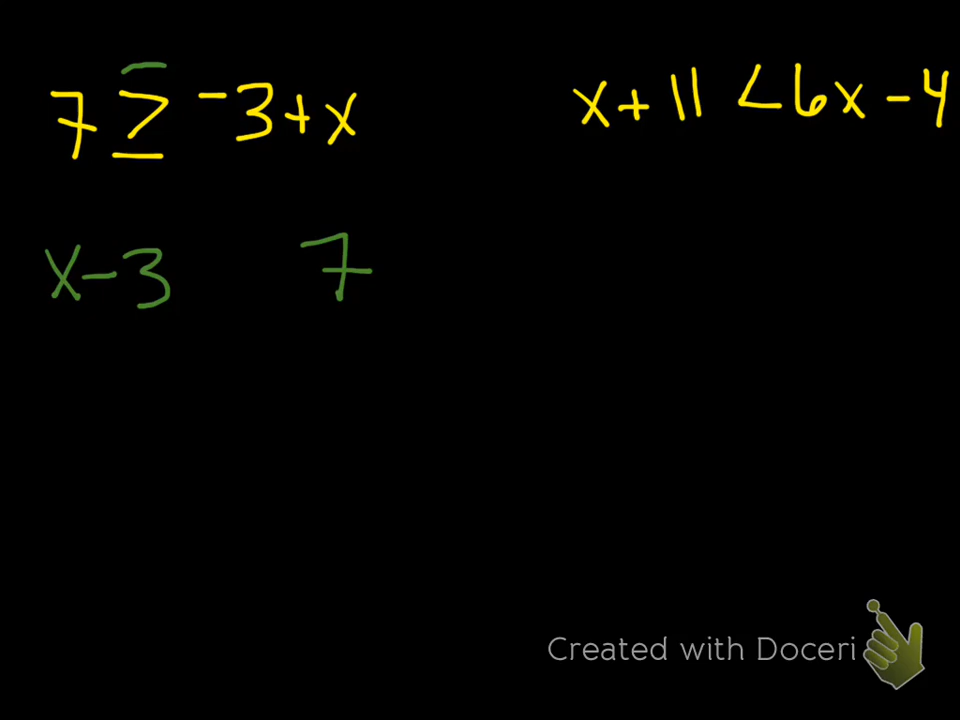 7 ≥ ⁻3+x
x+11 <6x-4
x-3 7
Created with Doceri